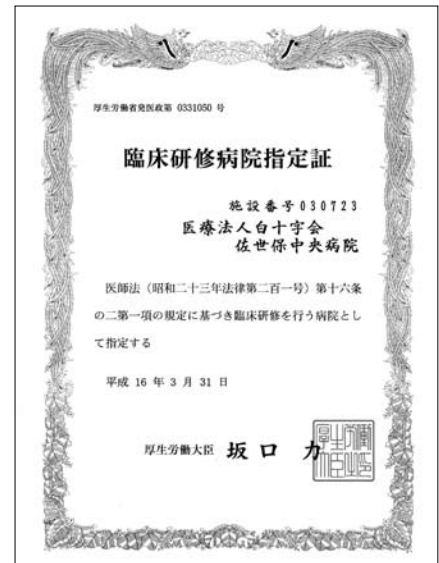 厚生労働省発医政第 0331050 号
臨床研修病院指定証
施設番号030723
医療法人白十字会
佐世保中央病院
医師法（昭和二十三年法律第二百一号）第十六条
の二第一項の規定に基づき臨床研修を行う病院とし
て指定する
平成 16 年 3 月 31 日
厚生労働大臣 坂口 力